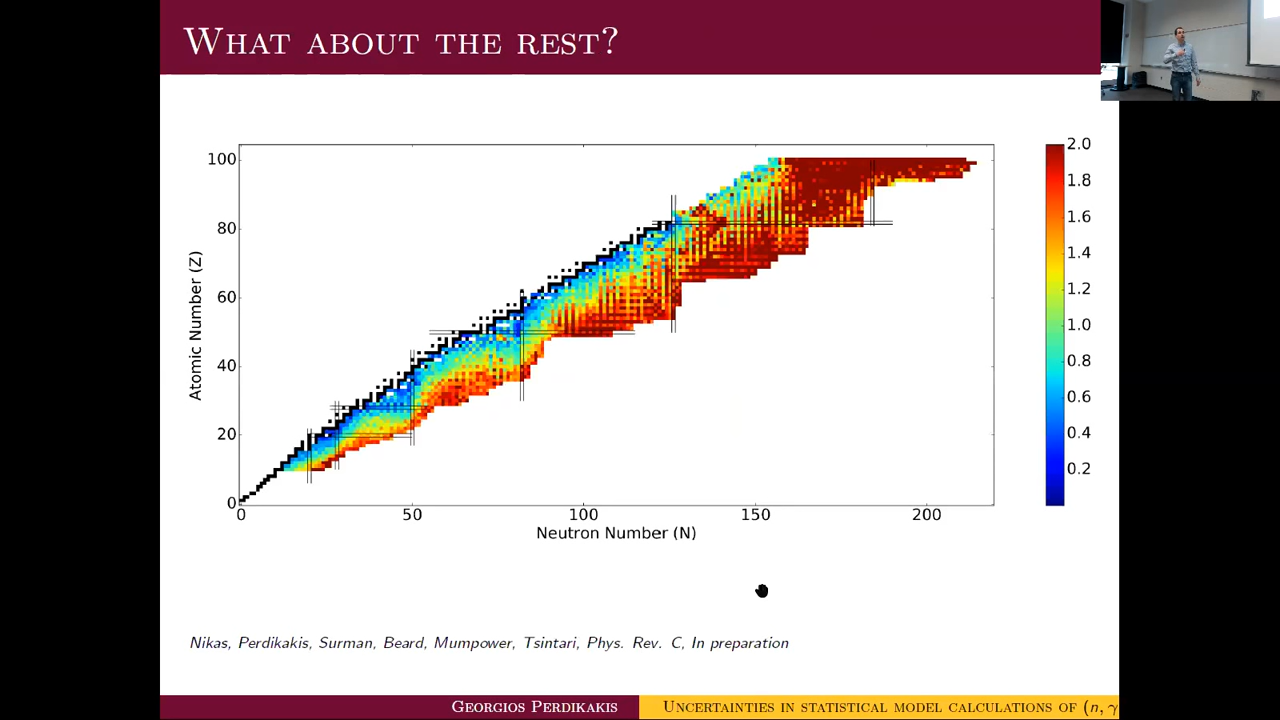 WHAT ABOUT THE REST?
100
80
60
40
20
0
Atomic Number (Z)
0 50 100 150 200
Neutron Number (N)
2.0
1.8
1.6
1.4
1.2
1.0
0.8
0.6
0.4
0.2
Nikas, Perdikakis, Surman, Beard, Mumpower, Tsintari, Phys. Rev. C, In preparation
GEORGIOS PERDIKAKIS
UNCERTAINTIES IN STATISTICAL MODEL CALCULATIONS OF (n, γ